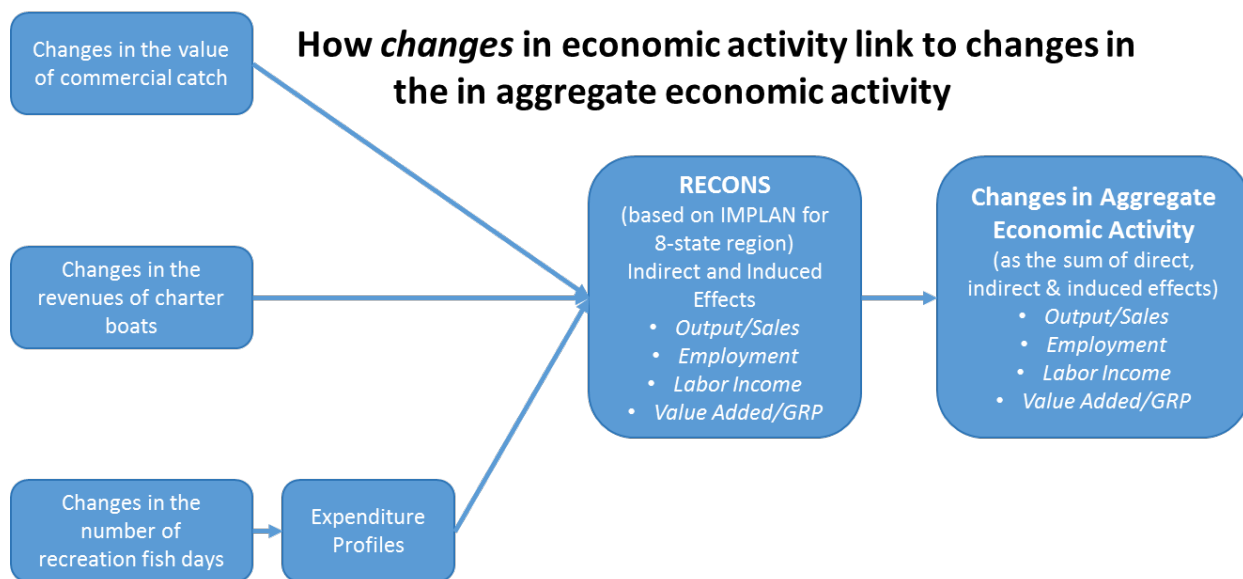 How changes in economic activity link to changes in
the in aggregate economic activity
Changes in the value
of commercial catch
Changes in the
revenues of charter
boats
Changes in the
number of
recreation fish days
Expenditure
Profiles
RECONS
(based on IMPLAN for
8-state region)
Indirect and Induced
Effects
• Output/Sales
• Employment
• Labor Income
• Value Added/GRP
Changes in Aggregate
Economic Activity
(as the sum of direct,
indirect & induced effects)
• Output/Sales
• Employment
• Labor Income
• Value Added/GRP